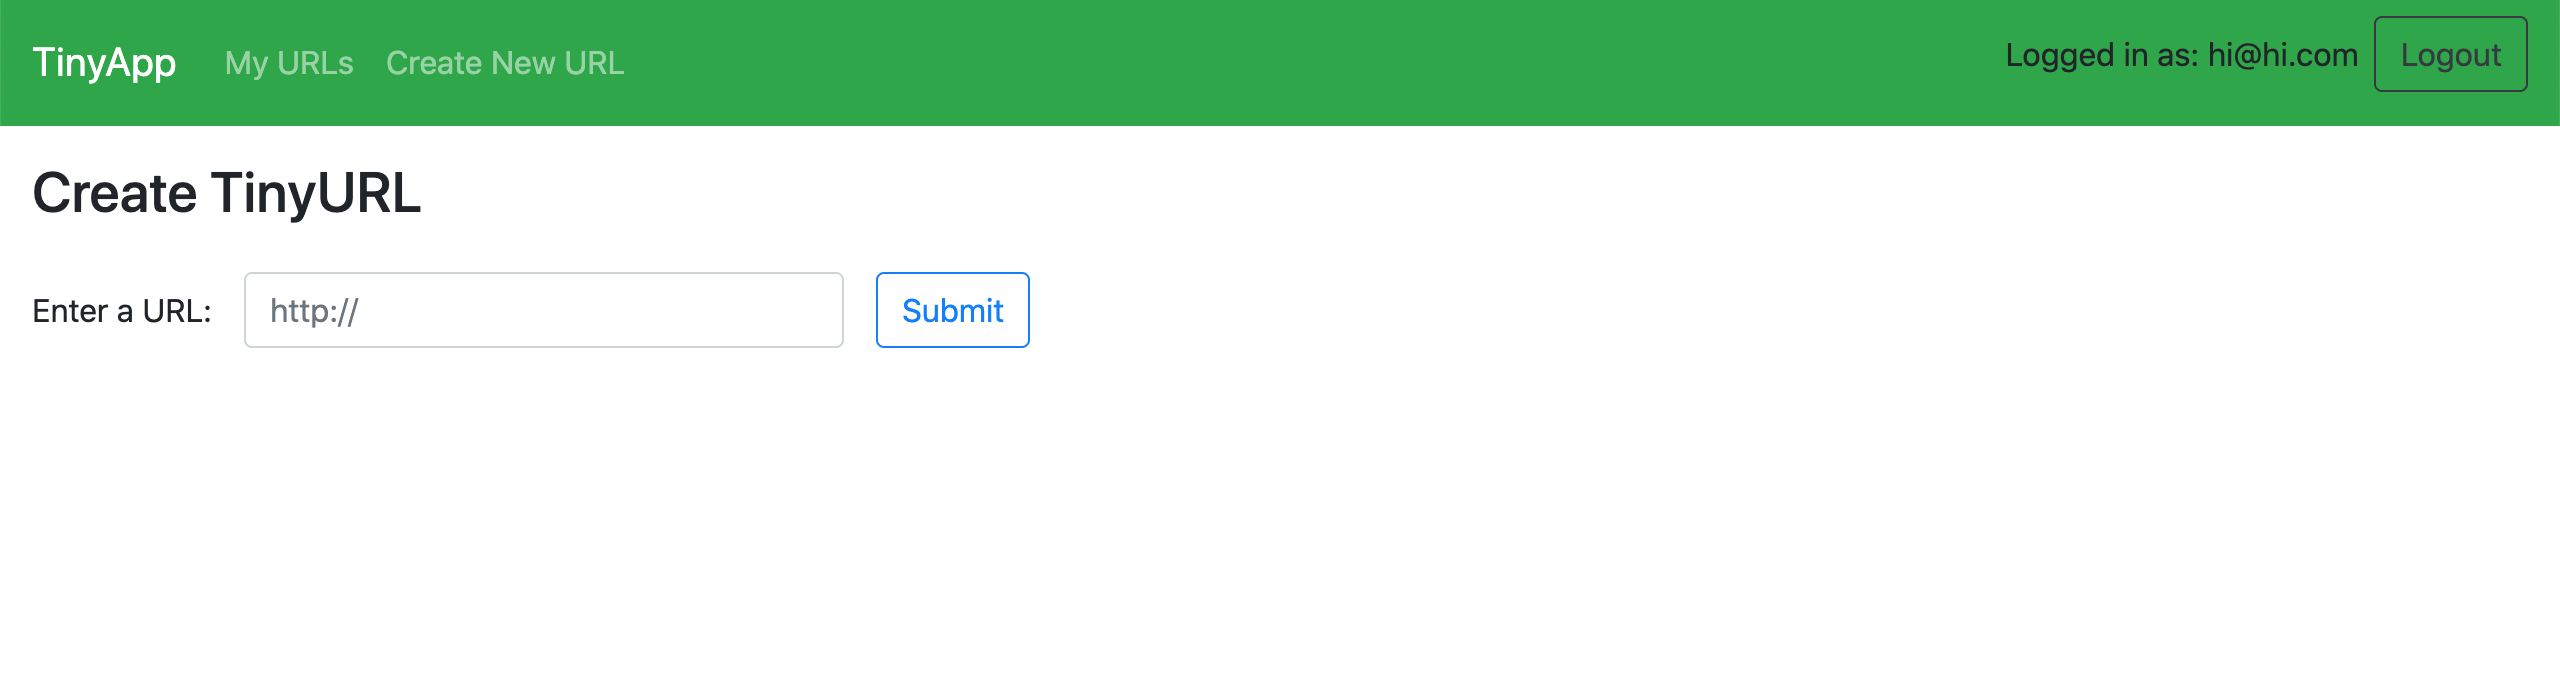 TinyApp My URLs Create New URL Logged in as: hi@hi.com Logout
Create TinyURL
Enter a URL: http:// Submit